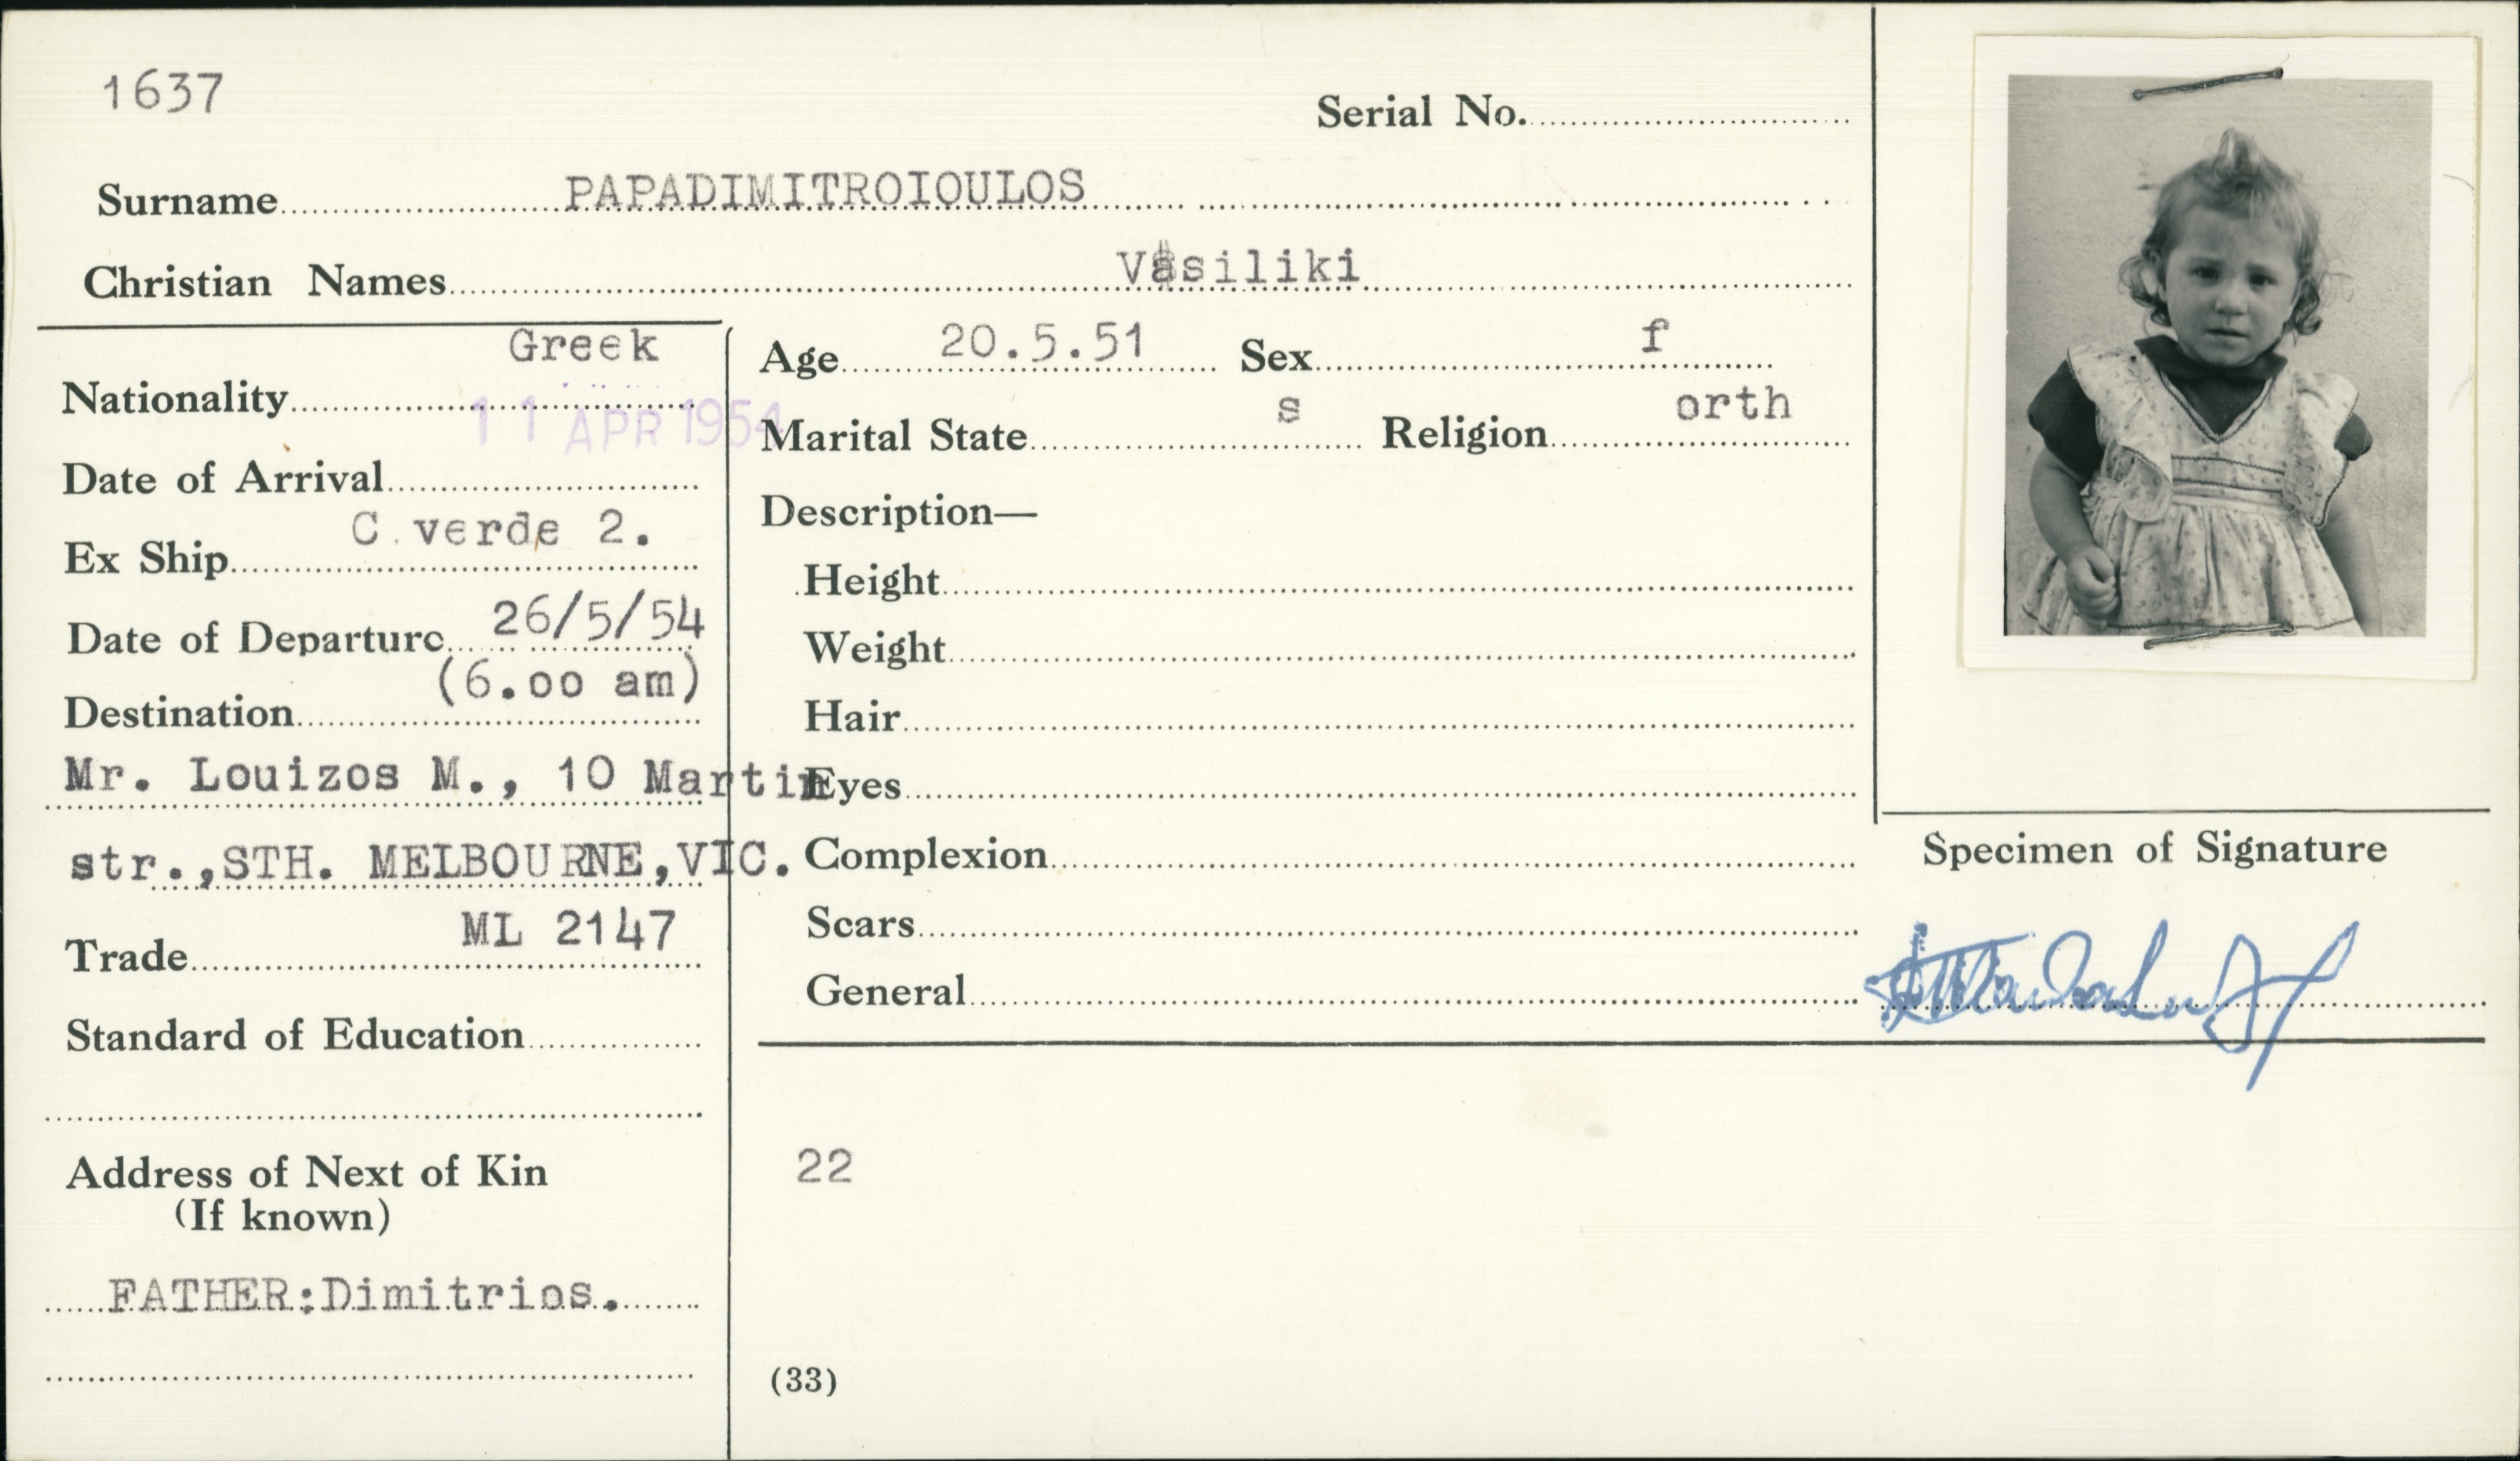 1637
Serial No.
Surname PAPADIMITROIOULOS
Christian Names Vasiliki
Greek
Nationality
11 APR 1954
Date of Arrival
Ex Ship C.verde 2.
Date of Departure 26/5/54
(6.00 am)
Destination
Mr. Louizos M., 10 Martin
str.,STH. MELBOURNE,VIC.
Trade ML 2147
Standard of Education
Address of Next of Kin
(If known)
FATHER:Dimitrios.
Age 20.5.51 Sex f
Marital State s Religion orth
Description—
Height
Weight
Hair
Eyes
Complexion
Scars
General
22
(33)
Specimen of Signature